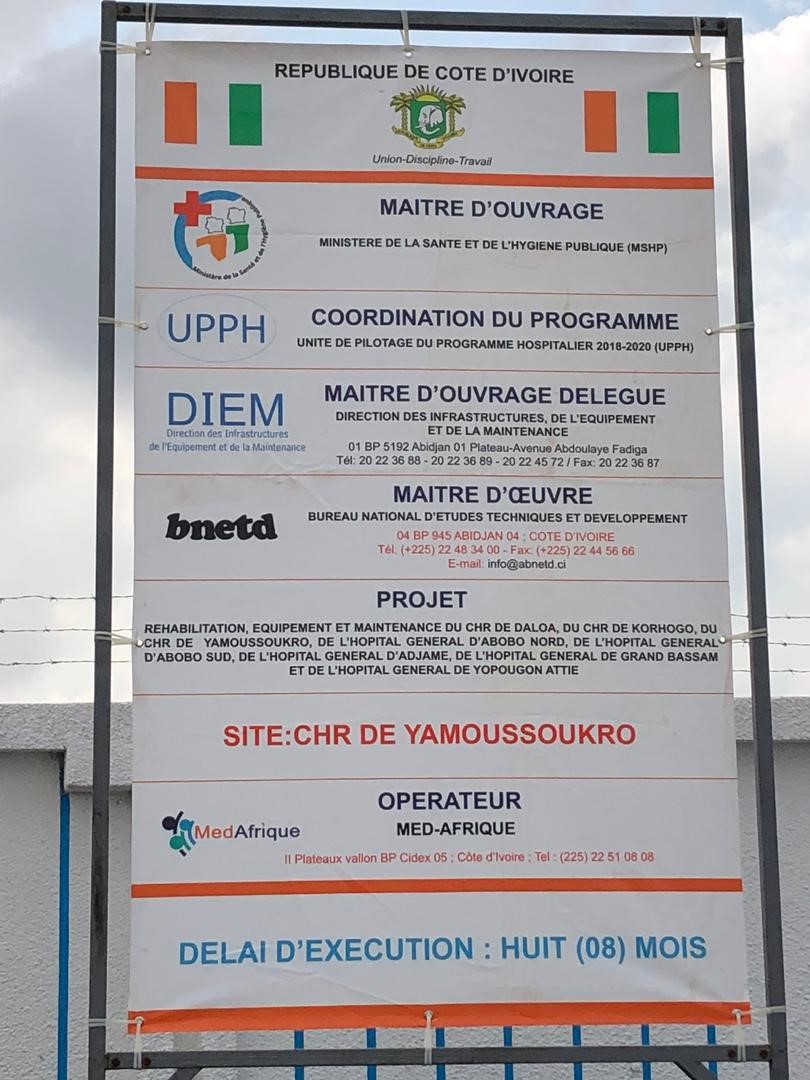 REPUBLIQUE DE COTE D'IVOIRE
Union-Discipline-Travail
Ministère de la Santé et de l'Hygiène Publique
MAITRE D'OUVRAGE
MINISTERE DE LA SANTE ET DE L'HYGIENE PUBLIQUE (MSHP)
UPPH
COORDINATION DU PROGRAMME
UNITE DE PILOTAGE DU PROGRAMME HOSPITALIER 2018-2020 (UPPH)
DIEM
Direction des Infrastructures
de l'Equipement et de la Maintenance
MAITRE D'OUVRAGE DELEGUE
DIRECTION DES INFRASTRUCTURES, DE L'EQUIPEMENT
ET DE LA MAINTENANCE
01 BP 5192 Abidjan 01 Plateau-Avenue Abdoulaye Fadiga
Tél: 20 22 36 88 - 20 22 36 89 - 20 22 45 72 / Fax: 20 22 36 87
bnetd
MAITRE D'ŒUVRE
BUREAU NATIONAL D'ETUDES TECHNIQUES ET DEVELOPPEMENT
04 BP 945 ABIDJAN 04 ; COTE D'IVOIRE
Tél: (+225) 22 48 34 00 - Fax: (+225) 22 44 56 66
E-mail: info@abnetd.ci
PROJET
REHABILITATION, EQUIPEMENT ET MAINTENANCE DU CHR DE DALOA, DU CHR DE KORHOGO, DU
CHR DE YAMOUSSOUKRO, DE L'HOPITAL GENERAL D'ABOBO NORD, DE L'HOPITAL GENERAL
D'ABOBO SUD, DE L'HOPITAL GENERAL D'ADJAME, DE L'HOPITAL GENERAL DE GRAND BASSAM
ET DE L'HOPITAL GENERAL DE YOPOUGON ATTIE
SITE:CHR DE YAMOUSSOUKRO
MedAfrique
OPERATEUR
MED-AFRIQUE
II Plateaux vallon BP Cidex 05 ; Côte d'Ivoire ; Tel : (225) 22 51 08 08
DELAI D'EXECUTION : HUIT (08) MOIS